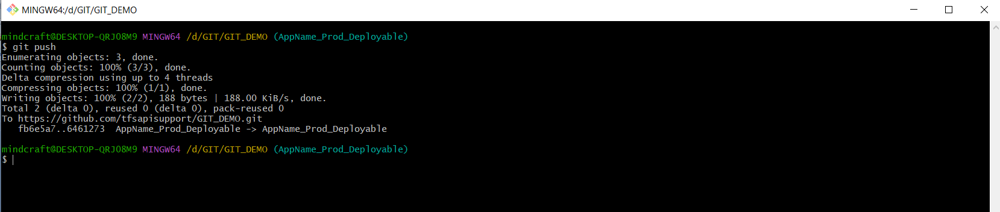 MINGW64:/d/GIT/GIT_DEMO
mindcraft@DESKTOP-QRJO8M9 MINGW64 /d/GIT/GIT_DEMO (AppName_Prod_Deployable)
$ git push
Enumerating objects: 3, done.
Counting objects: 100% (3/3), done.
Delta compression using up to 4 threads
Compressing objects: 100% (1/1), done.
Writing objects: 100% (2/2), 188 bytes | 188.00 KiB/s, done.
Total 2 (delta 0), reused 0 (delta 0), pack-reused 0
To https://github.com/tfsapisupport/GIT_DEMO.git
   fb6e5a7..6461273  AppName_Prod_Deployable -> AppName_Prod_Deployable
mindcraft@DESKTOP-QRJO8M9 MINGW64 /d/GIT/GIT_DEMO (AppName_Prod_Deployable)
$